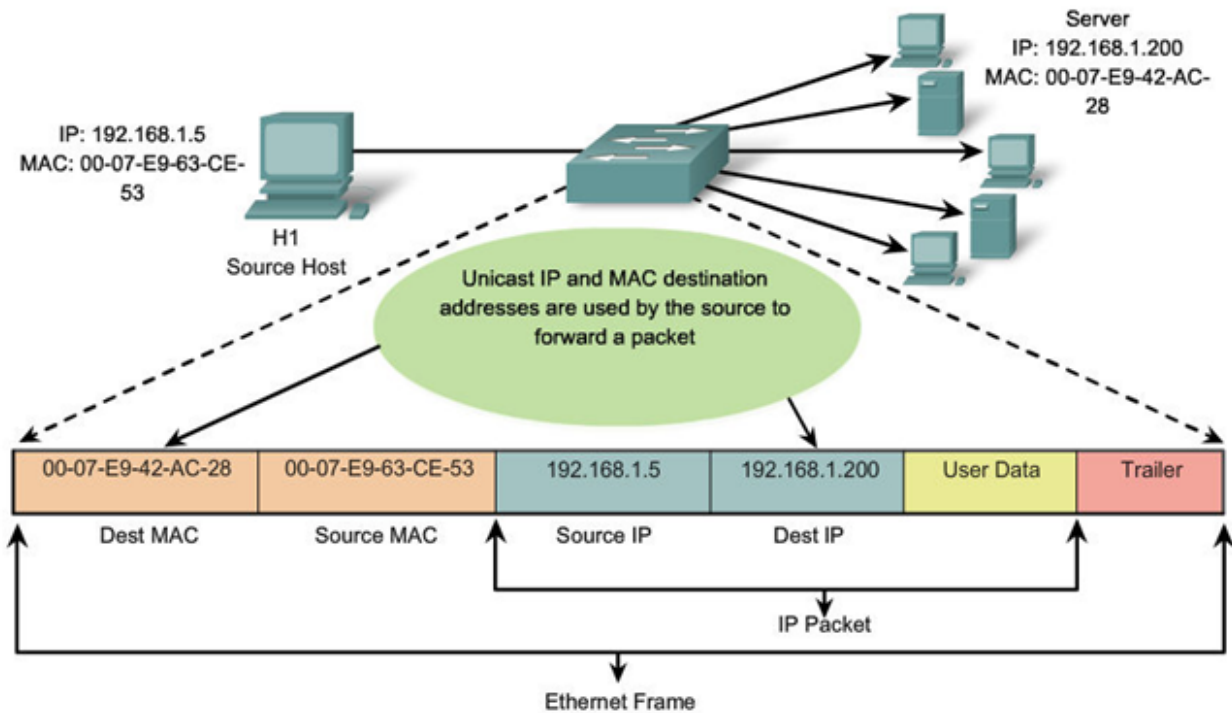 Server
IP: 192.168.1.200
MAC: 00-07-E9-42-AC-
28
IP: 192.168.1.5
MAC: 00-07-E9-63-CE-
53
H1
Source Host
Unicast IP and MAC destination
addresses are used by the source to
forward a packet
00-07-E9-42-AC-28 00-07-E9-63-CE-53 192.168.1.5 192.168.1.200 User Data Trailer
Dest MAC Source MAC Source IP Dest IP
IP Packet
Ethernet Frame